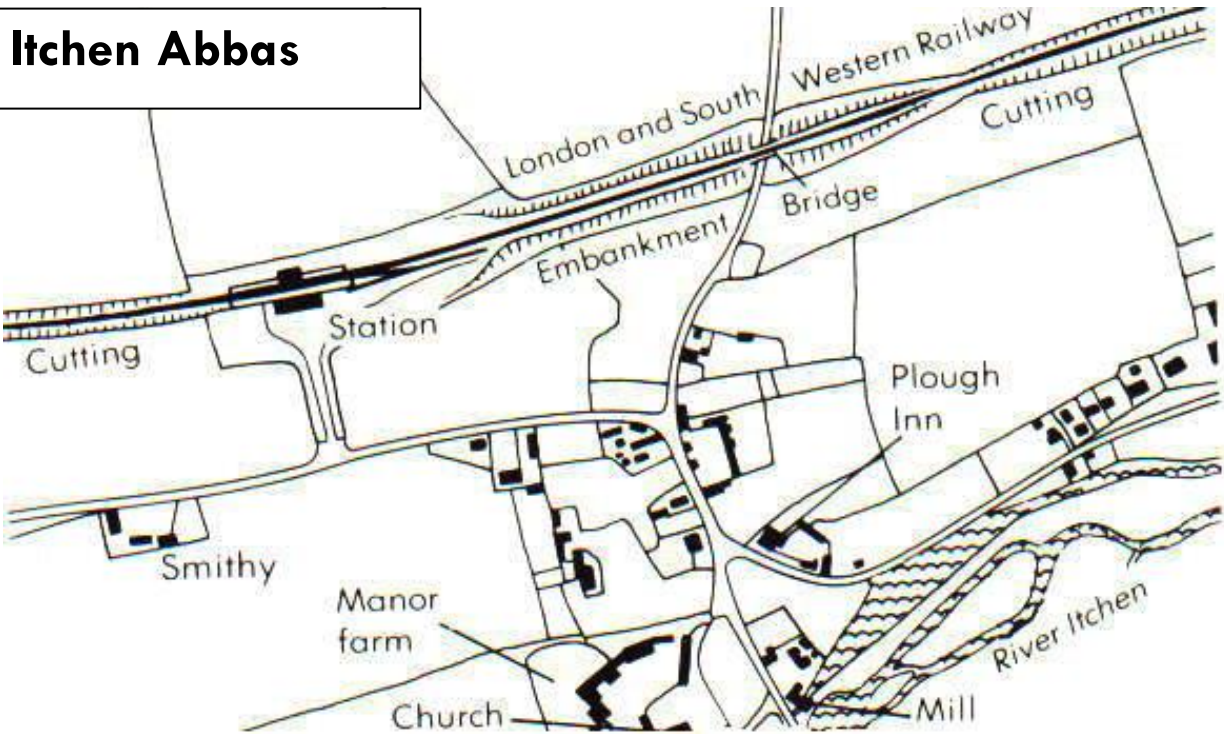 Itchen Abbas
London and South Western Railway
Cutting
Bridge
Embankment
Station
Cutting
Plough
Inn
Smithy
Manor
farm
River Itchen
Church
Mill